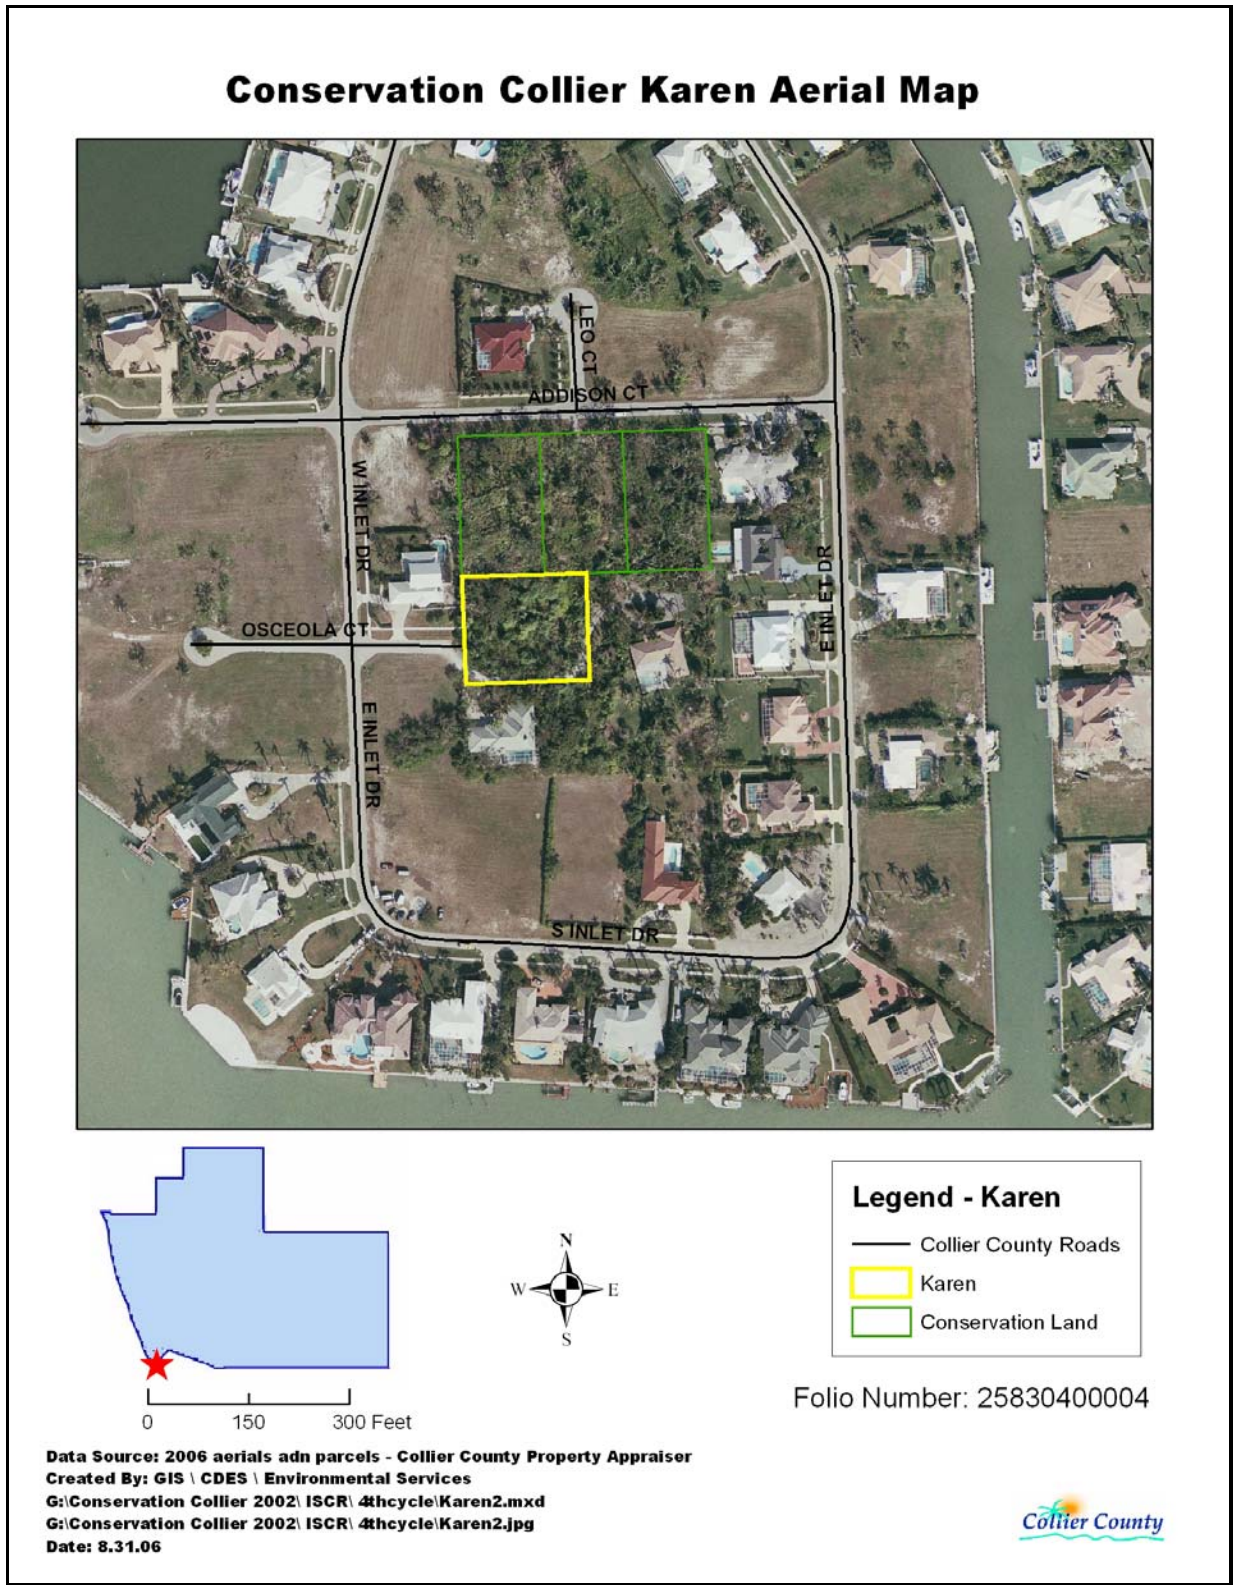 Conservation Collier Karen Aerial Map
LEO CT
ADDISON CT
W INLET DR
E INLET DR
OSCEOLA CT
E INLET DR
S INLET DR
N
W E
S
Legend - Karen
Collier County Roads
Karen
Conservation Land
0 150 300 Feet
Folio Number: 25830400004
Data Source: 2006 aerials adn parcels - Collier County Property Appraiser
Created By: GIS \ CDES \ Environmental Services
G:\Conservation Collier 2002\ ISCR\ 4thcycle\Karen2.mxd
G:\Conservation Collier 2002\ ISCR\ 4thcycle\Karen2.jpg
Date: 8.31.06
Collier County